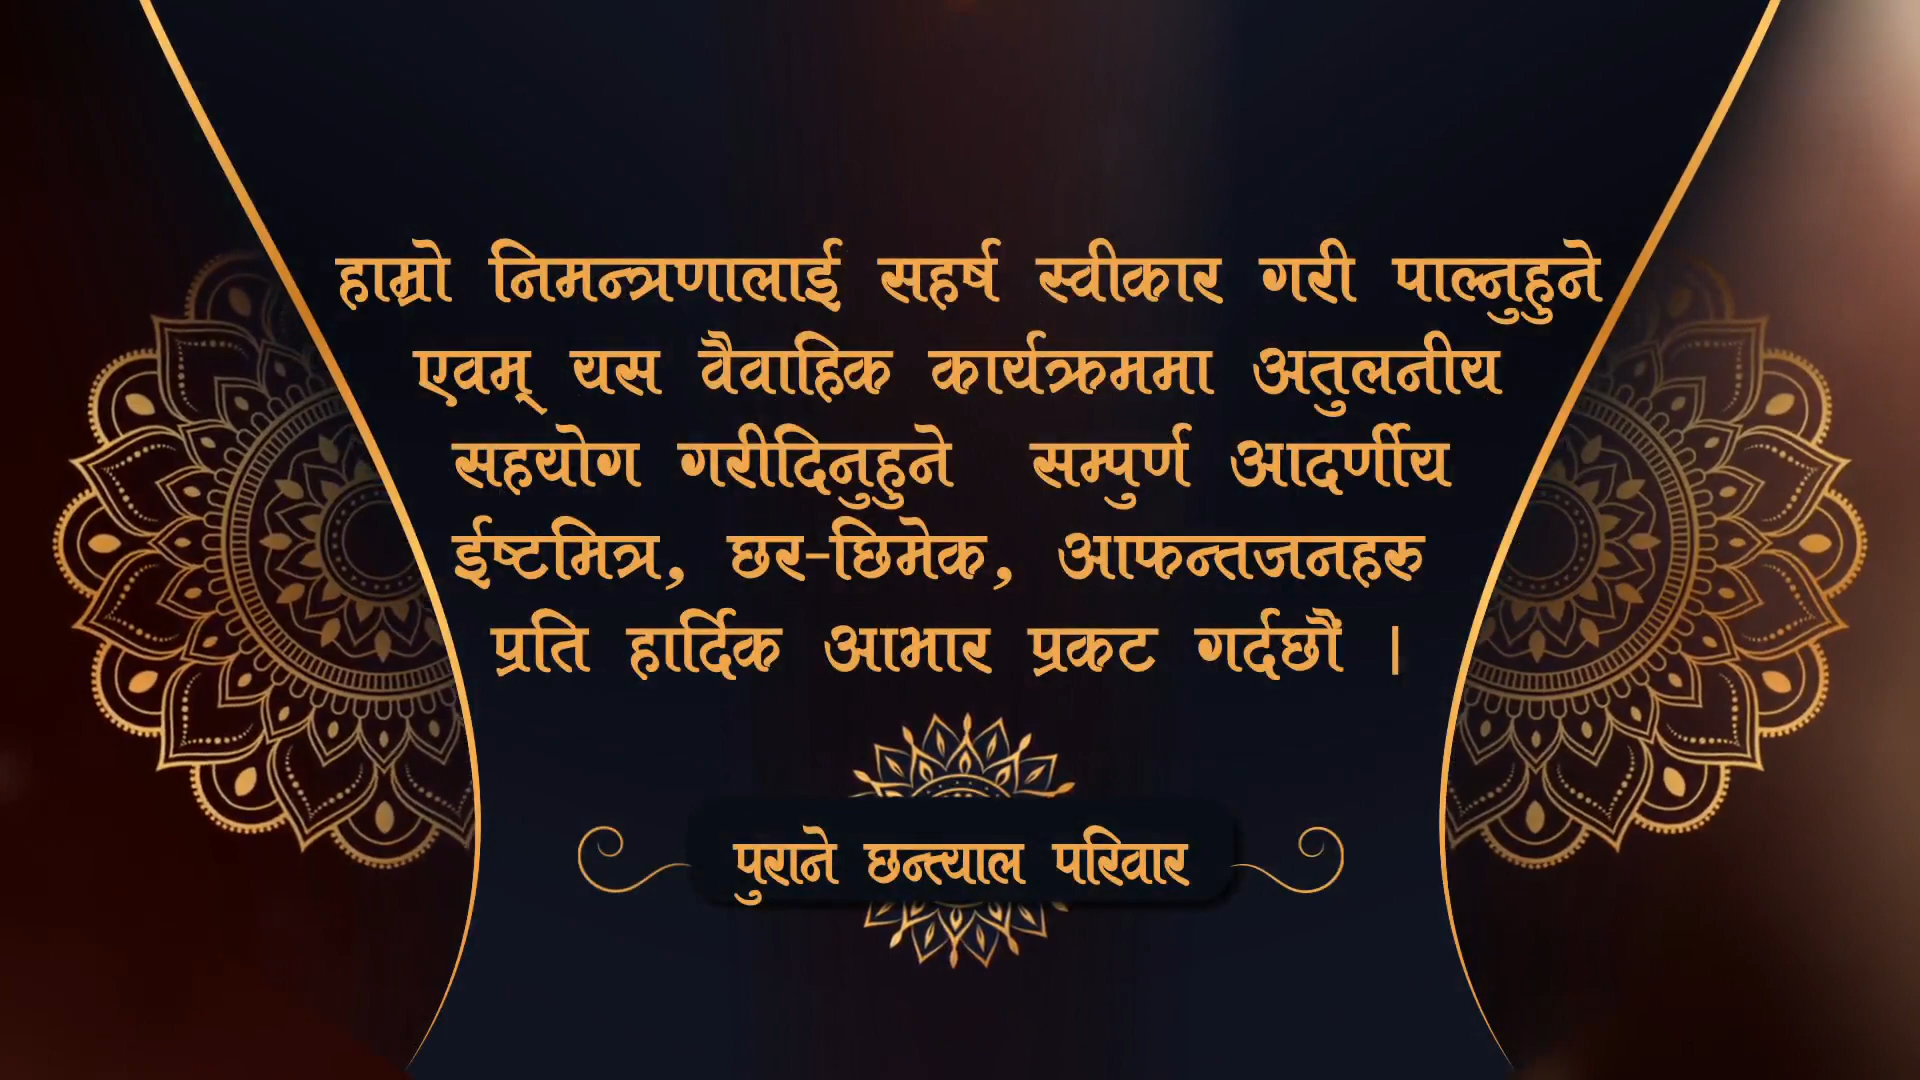 हाम्रो निमन्त्रणालाई सहर्ष स्वीकार गरी पाल्नुहुने
एवम् यस वैवाहिक कार्यक्रममा अतुलनीय
सहयोग गरीदिनुहुने सम्पुर्ण आदर्णीय
ईष्टमित्र, छर-छिमेक, आफन्तजनहरु
प्रति हार्दिक आभार प्रकट गर्दछौं |
पुराने छन्त्याल परिवार